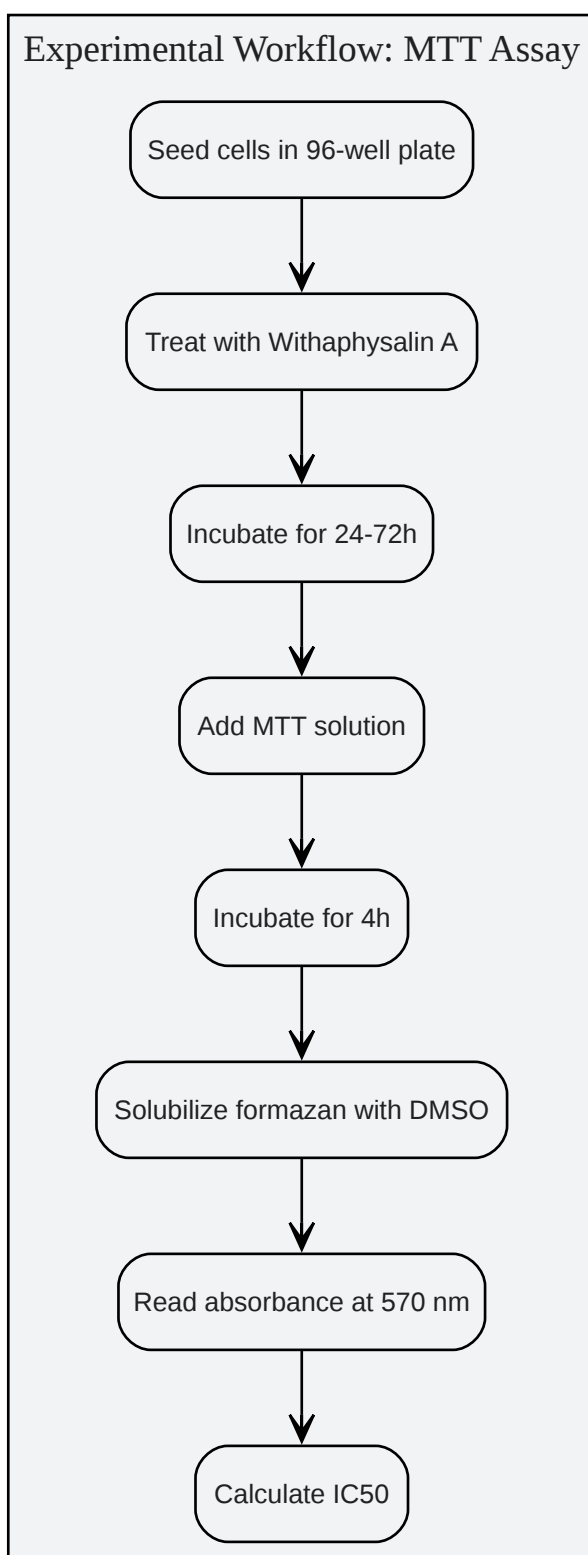 Experimental Workflow: MTT Assay
Seed cells in 96-well plate
Treat with Withaphysalin A
Incubate for 24-72h
Add MTT solution
Incubate for 4h
Solubilize formazan with DMSO
Read absorbance at 570 nm
Calculate IC50